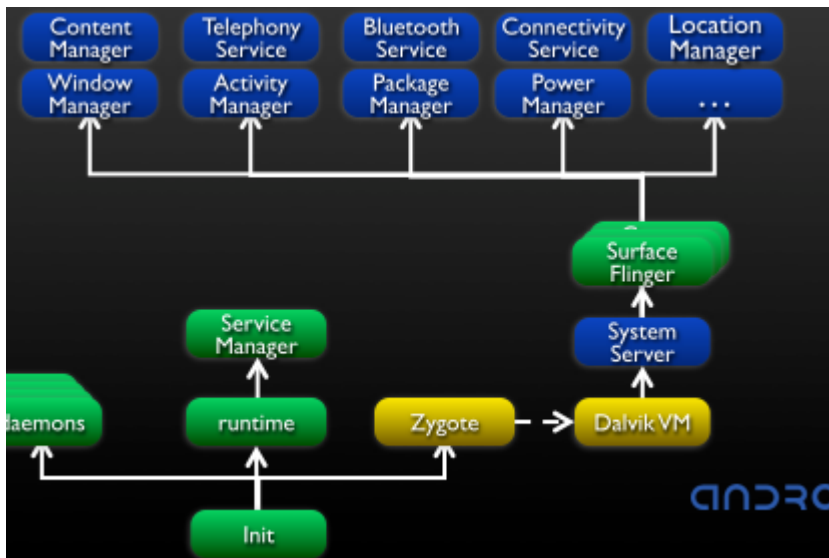 Content
Manager
Telephony
Service
Bluetooth
Service
Connectivity
Service
Location
Manager
Window
Manager
Activity
Manager
Package
Manager
Power
Manager
...
Surface
Flinger
Service
Manager
System
Server
daemons
runtime
Zygote
Dalvik VM
Init
ANDRO